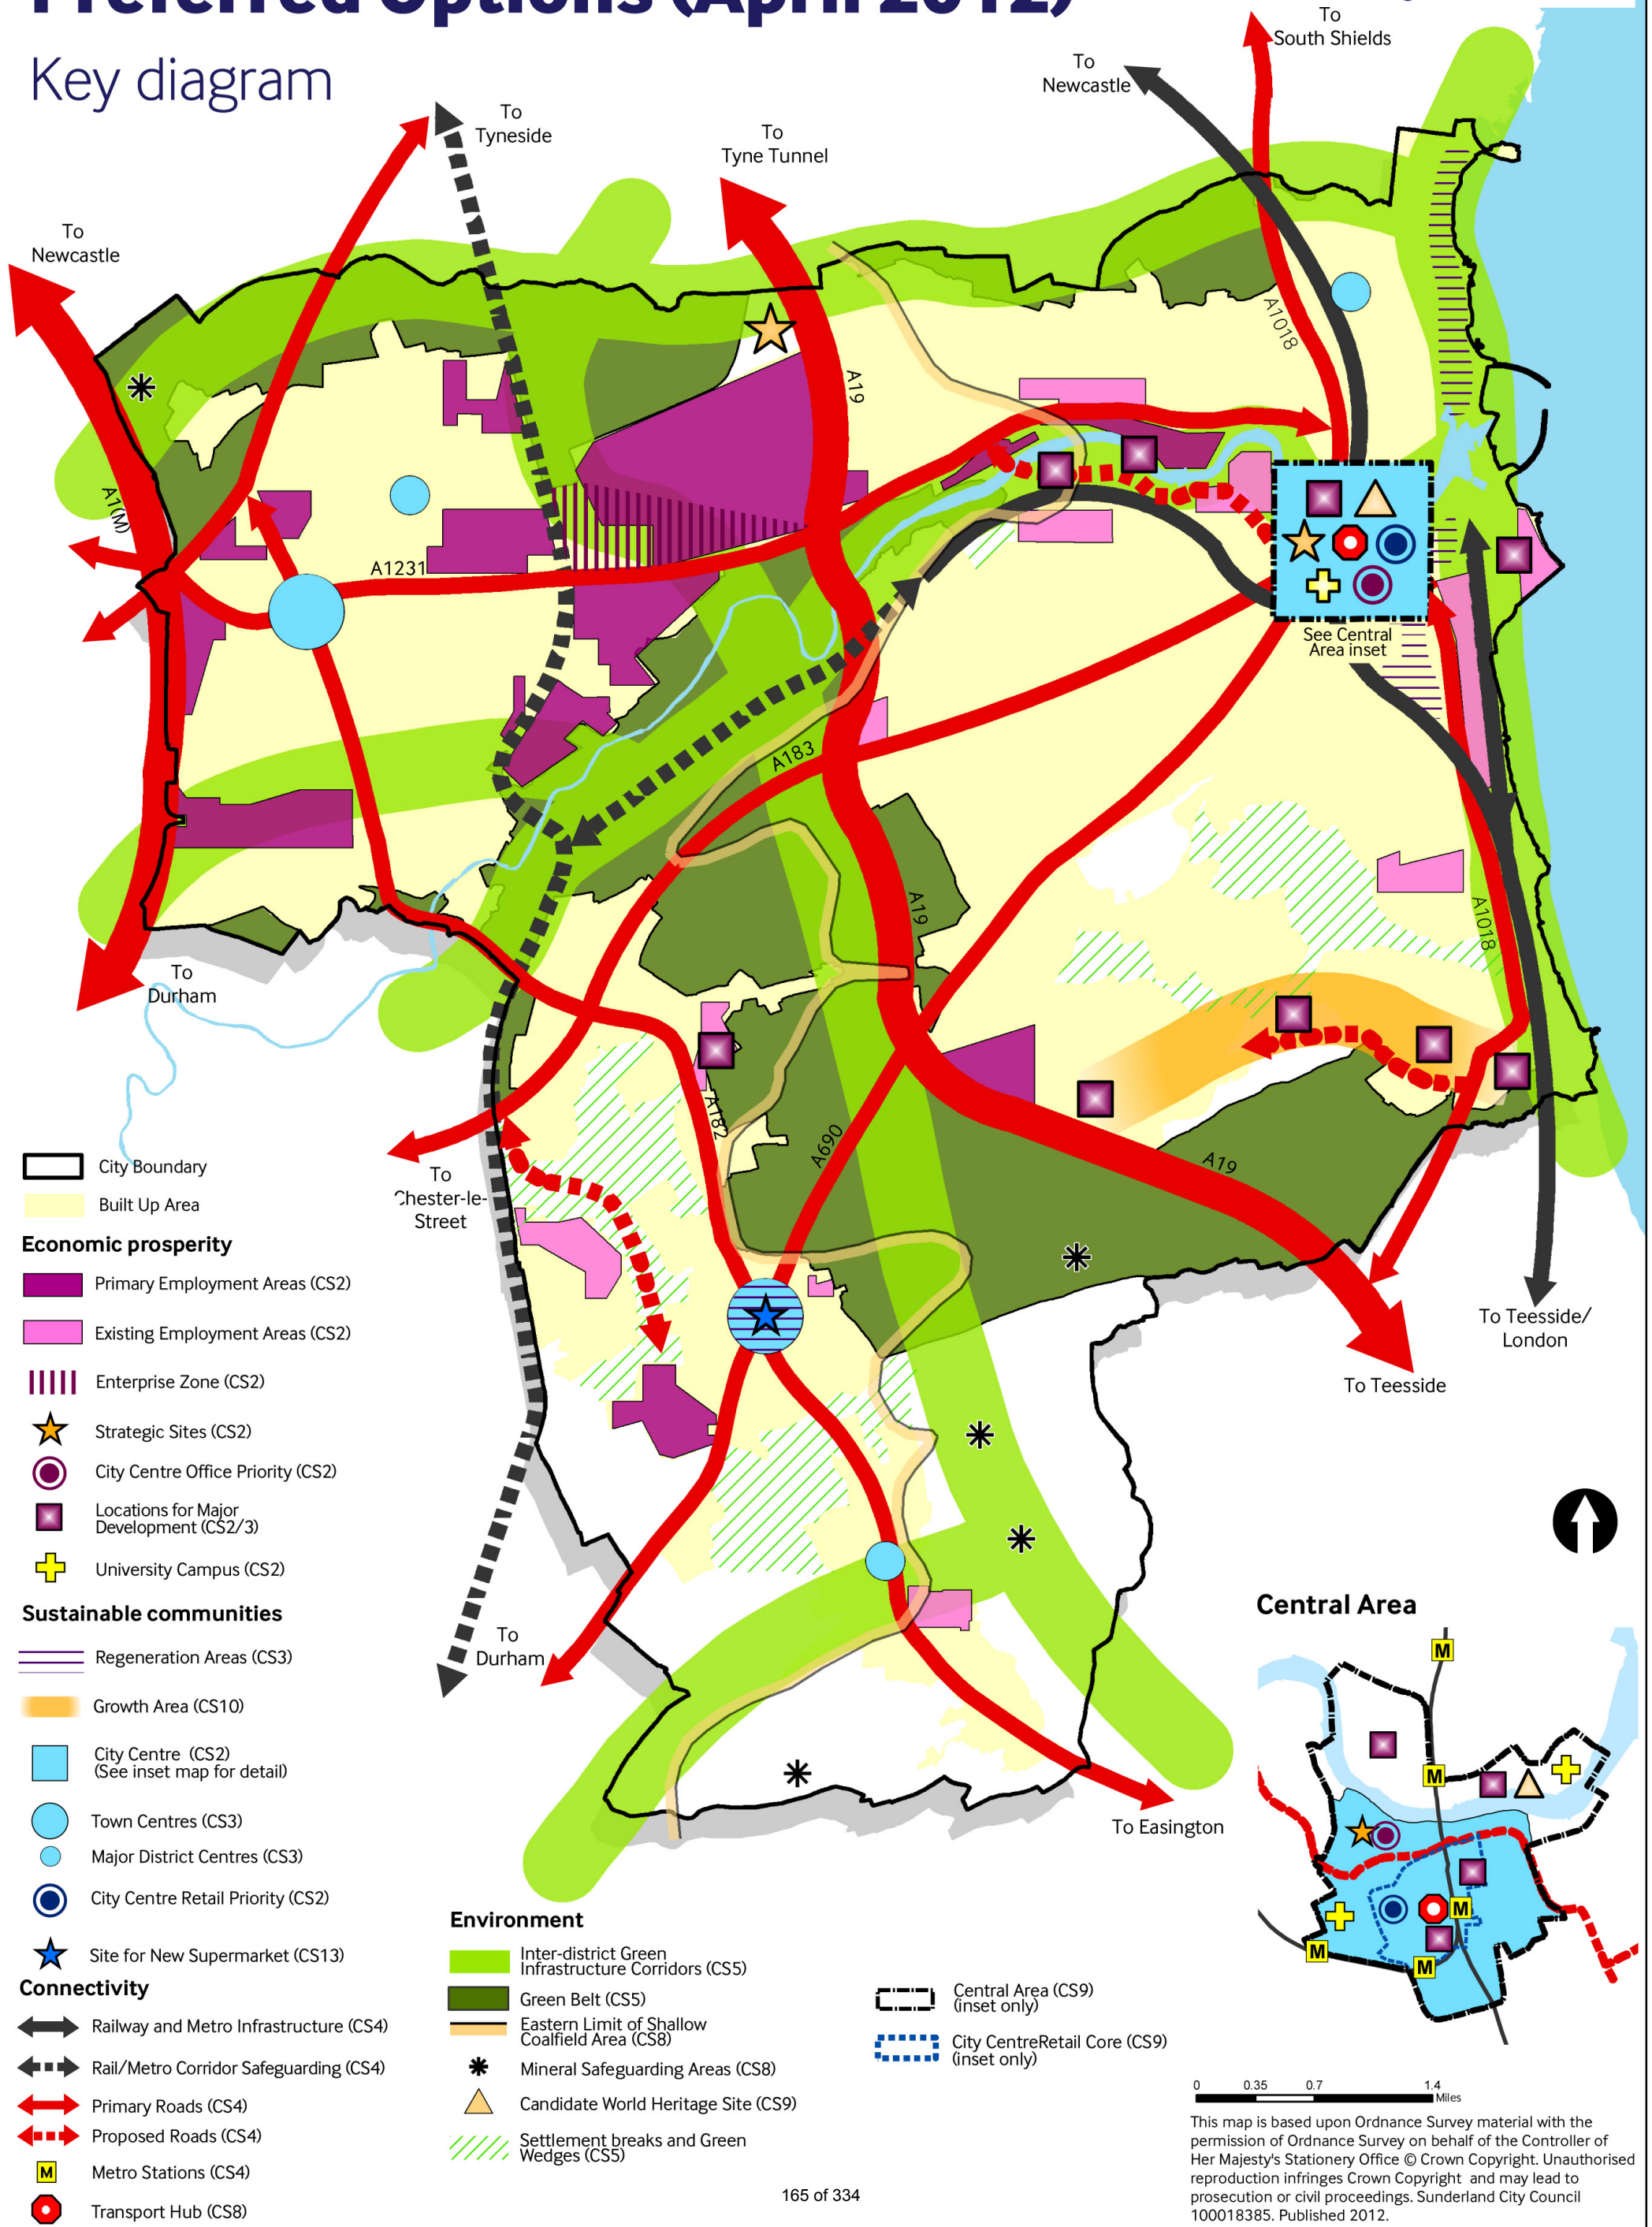 Preferred Options (April 2012)
Key diagram
To
South Shields
To
Newcastle
To
Tyneside
To
Tyne Tunnel
To
Newcastle
A1018
A19
A1(M)
A1231
See Central
Area inset
A183
A19
A1018
To
Durham
A182
A690
A19
To
Chester-le-
Street
To Teesside/
London
To Teesside
To
Durham
To Easington
City Boundary
Built Up Area
Economic prosperity
Primary Employment Areas (CS2)
Existing Employment Areas (CS2)
Enterprise Zone (CS2)
Strategic Sites (CS2)
City Centre Office Priority (CS2)
Locations for Major
Development (CS2/3)
University Campus (CS2)
Sustainable communities
Regeneration Areas (CS3)
Growth Area (CS10)
City Centre (CS2)
(See inset map for detail)
Town Centres (CS3)
Major District Centres (CS3)
City Centre Retail Priority (CS2)
Site for New Supermarket (CS13)
Connectivity
Railway and Metro Infrastructure (CS4)
Rail/Metro Corridor Safeguarding (CS4)
Primary Roads (CS4)
Proposed Roads (CS4)
M Metro Stations (CS4)
Transport Hub (CS8)
Environment
Inter-district Green
Infrastructure Corridors (CS5)
Green Belt (CS5)
Eastern Limit of Shallow
Coalfield Area (CS8)
Mineral Safeguarding Areas (CS8)
Candidate World Heritage Site (CS9)
Settlement breaks and Green
Wedges (CS5)
Central Area (CS9)
(inset only)
City CentreRetail Core (CS9)
(inset only)
Central Area
M
M
M
M
M
0 0.35 0.7 1.4
Miles
This map is based upon Ordnance Survey material with the
permission of Ordnance Survey on behalf of the Controller of
Her Majesty's Stationery Office © Crown Copyright. Unauthorised
reproduction infringes Crown Copyright and may lead to
prosecution or civil proceedings. Sunderland City Council
100018385. Published 2012.
165 of 334